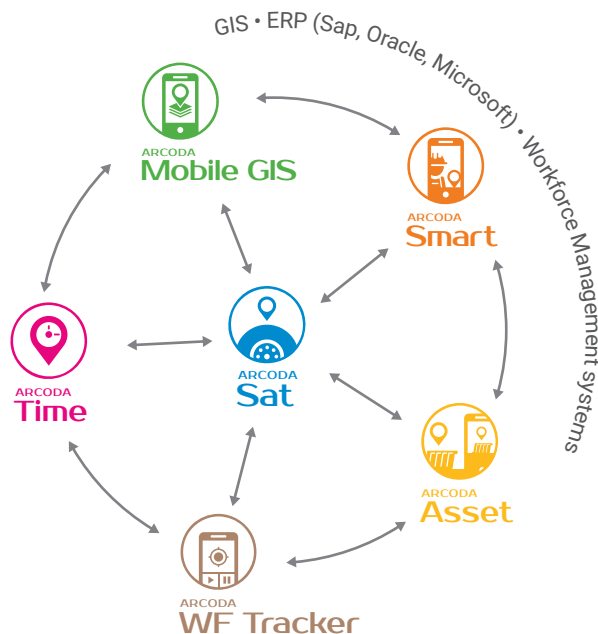 GIS • ERP (Sap, Oracle, Microsoft) • Workforce Management systems
ARCODA
Mobile GIS
ARCODA
Smart
ARCODA
Time
ARCODA
Sat
ARCODA
Asset
ARCODA
WF Tracker